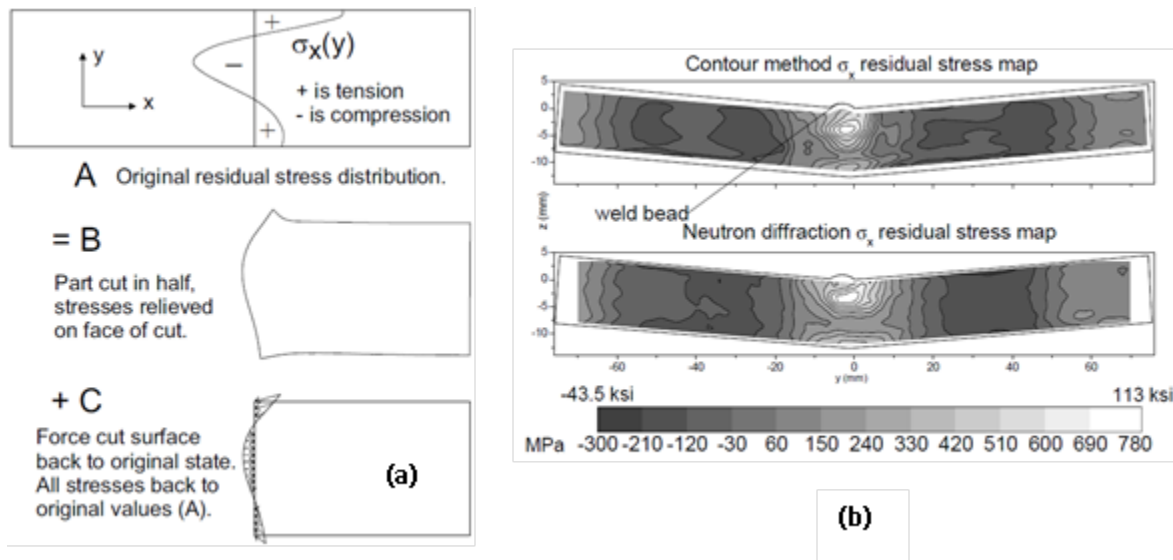 +
σx(y)
y
−
x
+ is tension
- is compression
+
A Original residual stress distribution.
= B
Part cut in half,
stresses relieved
on face of cut.
+ C
Force cut surface
back to original state.
All stresses back to
original values (A).
(a)
Contour method σx residual stress map
5
0
-5
-10
weld bead
z (mm)
Neutron diffraction σx residual stress map
5
0
-5
-10
-60 -40 -20 0 20 40 60
y (mm)
-43.5 ksi 113 ksi
MPa -300 -210 -120 -30 60 150 240 330 420 510 600 690 780
(b)